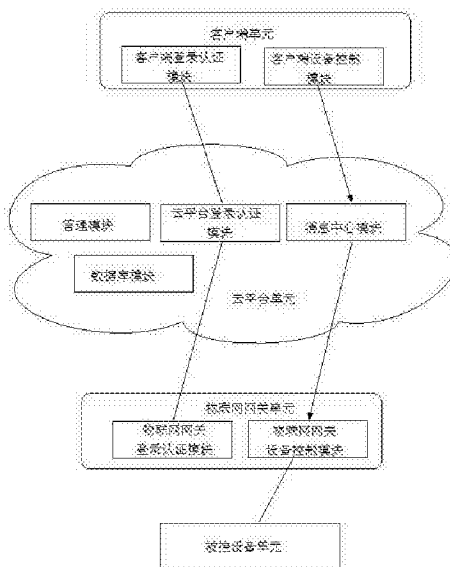 客户端单元
客户端登录认证
模块
客户端设备控制
模块
管理模块
云平台登录认证
模块
消息中心模块
数据库模块
云平台单元
物联网网关单元
物联网网关
登录认证模块
物联网网关
设备控制模块
被控设备单元